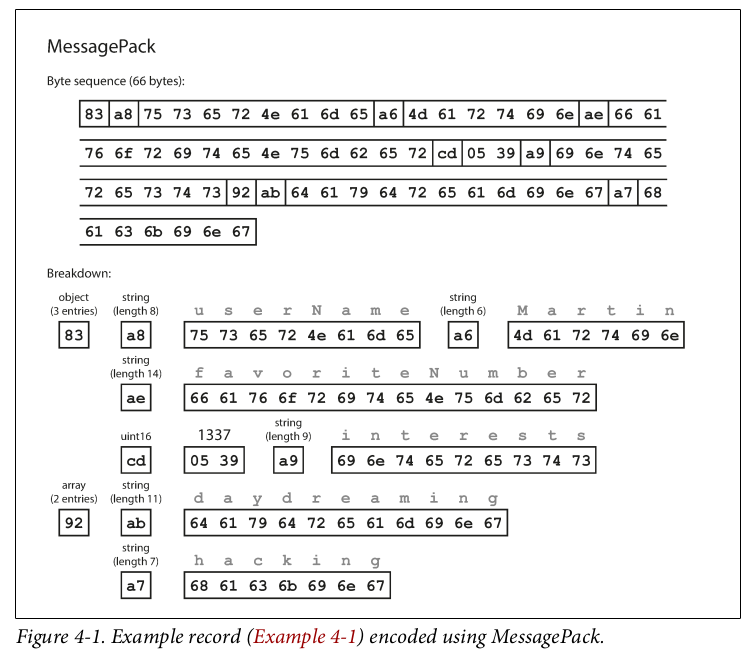 MessagePack
Byte sequence (66 bytes):
83 a8 75 73 65 72 4e 61 6d 65 a6 4d 61 72 74 69 6e ae 66 61
76 6f 72 69 74 65 4e 75 6d 62 65 72 cd 05 39 a9 69 6e 74 65
72 65 73 74 73 92 ab 64 61 79 64 72 65 61 6d 69 6e 67 a7 68
61 63 6b 69 6e 67
Breakdown:
object
(3 entries)
83
string
(length 8)
a8
u s e r N a m e
75 73 65 72 4e 61 6d 65
string
(length 6)
a6
M a r t i n
4d 61 72 74 69 6e
string
(length 14)
ae
f a v o r i t e N u m b e r
66 61 76 6f 72 69 74 65 4e 75 6d 62 65 72
uint16
cd
1337
05 39
string
(length 9)
a9
i n t e r e s t s
69 6e 74 65 72 65 73 74 73
array
(2 entries)
92
string
(length 11)
ab
d a y d r e a m i n g
64 61 79 64 72 65 61 6d 69 6e 67
string
(length 7)
a7
h a c k i n g
68 61 63 6b 69 6e 67
Figure 4-1. Example record (Example 4-1) encoded using MessagePack.